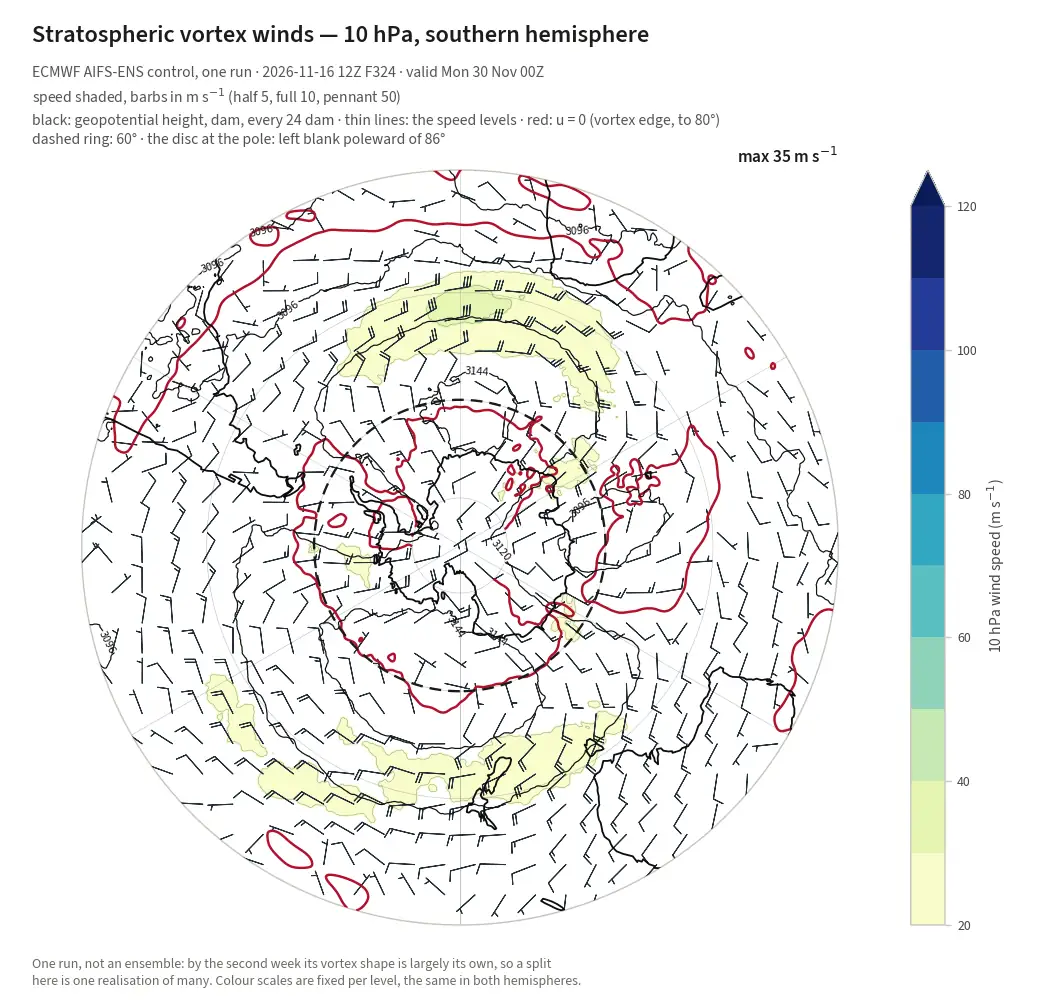 Stratospheric vortex winds — 10 hPa, southern hemisphere
ECMWF AIFS-ENS control, one run · 2026-11-16 12Z F324 · valid Mon 30 Nov 00Z
speed shaded, barbs in m s⁻¹ (half 5, full 10, pennant 50)
black: geopotential height, dam, every 24 dam · thin lines: the speed levels · red: u = 0 (vortex edge, to 80°)
dashed ring: 60° · the disc at the pole: left blank poleward of 86°
max 35 m s⁻¹
120
100
80
60
40
20
10 hPa wind speed (m s⁻¹)
3096
3096
3096
3096
3144
3096
3120
3144
3096
One run, not an ensemble: by the second week its vortex shape is largely its own, so a split
here is one realisation of many. Colour scales are fixed per level, the same in both hemispheres.